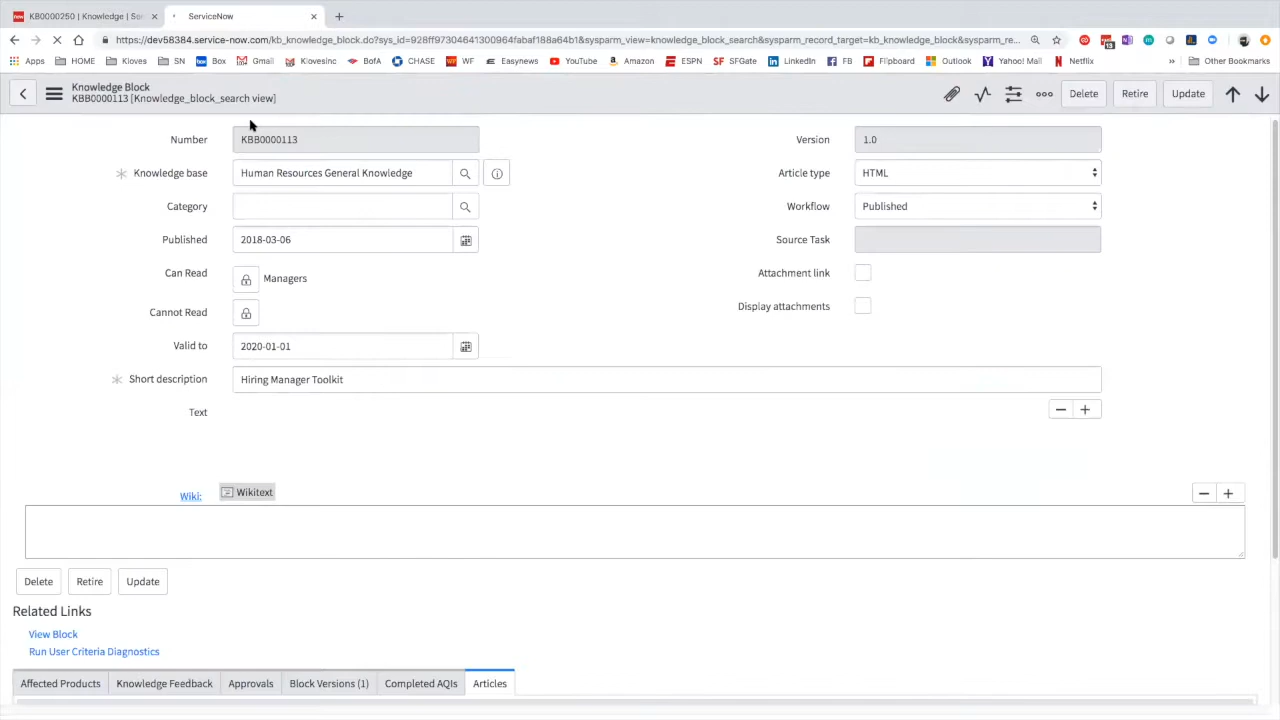 KB0000250 | Knowledge | Ser
ServiceNow
https://dev58384.service-now.com/kb_knowledge_block.do?sys_id=928ff97304641300964fabaf188a64b1&sysparm_view=knowledge_block_search&sysparm_record_target=kb_knowledge_block&sysparm_re...
Apps HOME Kloves SN Box Gmail Klovesinc BofA CHASE WF Easynews YouTube Amazon ESPN SFGate LinkedIn FB Flipboard Outlook Yahoo! Mail Netflix » Other Bookmarks
Knowledge Block
KBB0000113 [Knowledge_block_search view]
Delete Retire Update
Number KBB0000113 Version 1.0
Knowledge base Human Resources General Knowledge Article type HTML
Category Workflow Published
Published 2018-03-06 Source Task
Can Read Managers Attachment link
Cannot Read Display attachments
Valid to 2020-01-01
Short description Hiring Manager Toolkit
Text
Wiki: Wikitext
Delete Retire Update
Related Links
View Block
Run User Criteria Diagnostics
Affected Products Knowledge Feedback Approvals Block Versions (1) Completed AQIs Articles